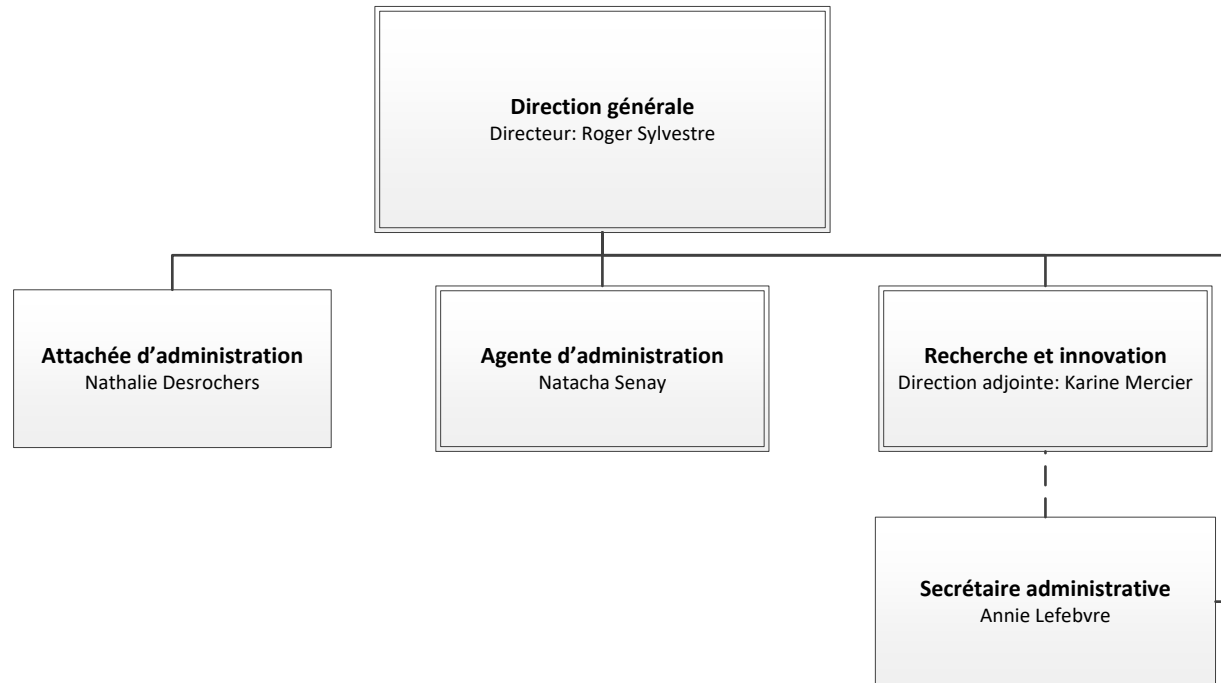 Direction générale
Directeur: Roger Sylvestre
Attachée d’administration
Nathalie Desrochers
Agente d’administration
Natacha Senay
Recherche et innovation
Direction adjointe: Karine Mercier
Secrétaire administrative
Annie Lefebvre